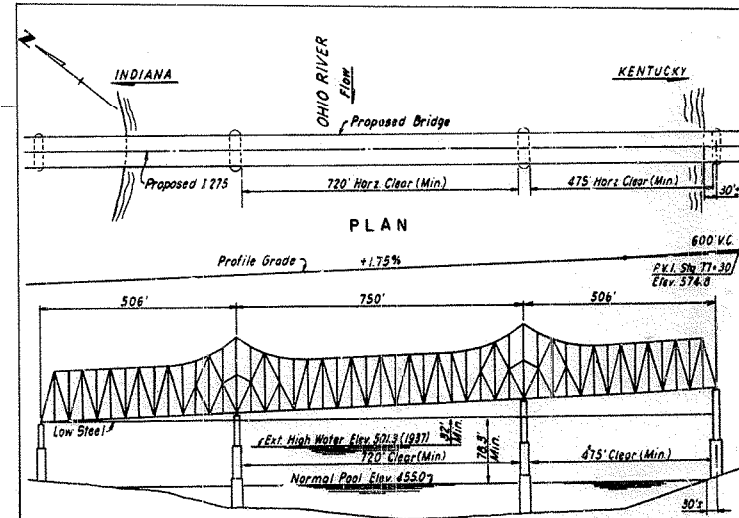 N
INDIANA
OHIO RIVER
Flow
KENTUCKY
Proposed Bridge
Proposed I 275
720' Horz. Clear (Min.)
475' Horz. Clear (Min.)
30'±
PLAN
Profile Grade
+1.75%
600' V.C.
P.V.I. Sta. 77+30
Elev. 574.8
506'
750'
506'
Low Steel
Ext. High Water Elev. 501.3 (1937)
32' Min.
78.3' Min.
720' Clear (Min.)
475' Clear (Min.)
Normal Pool Elev. 455.0
30'±